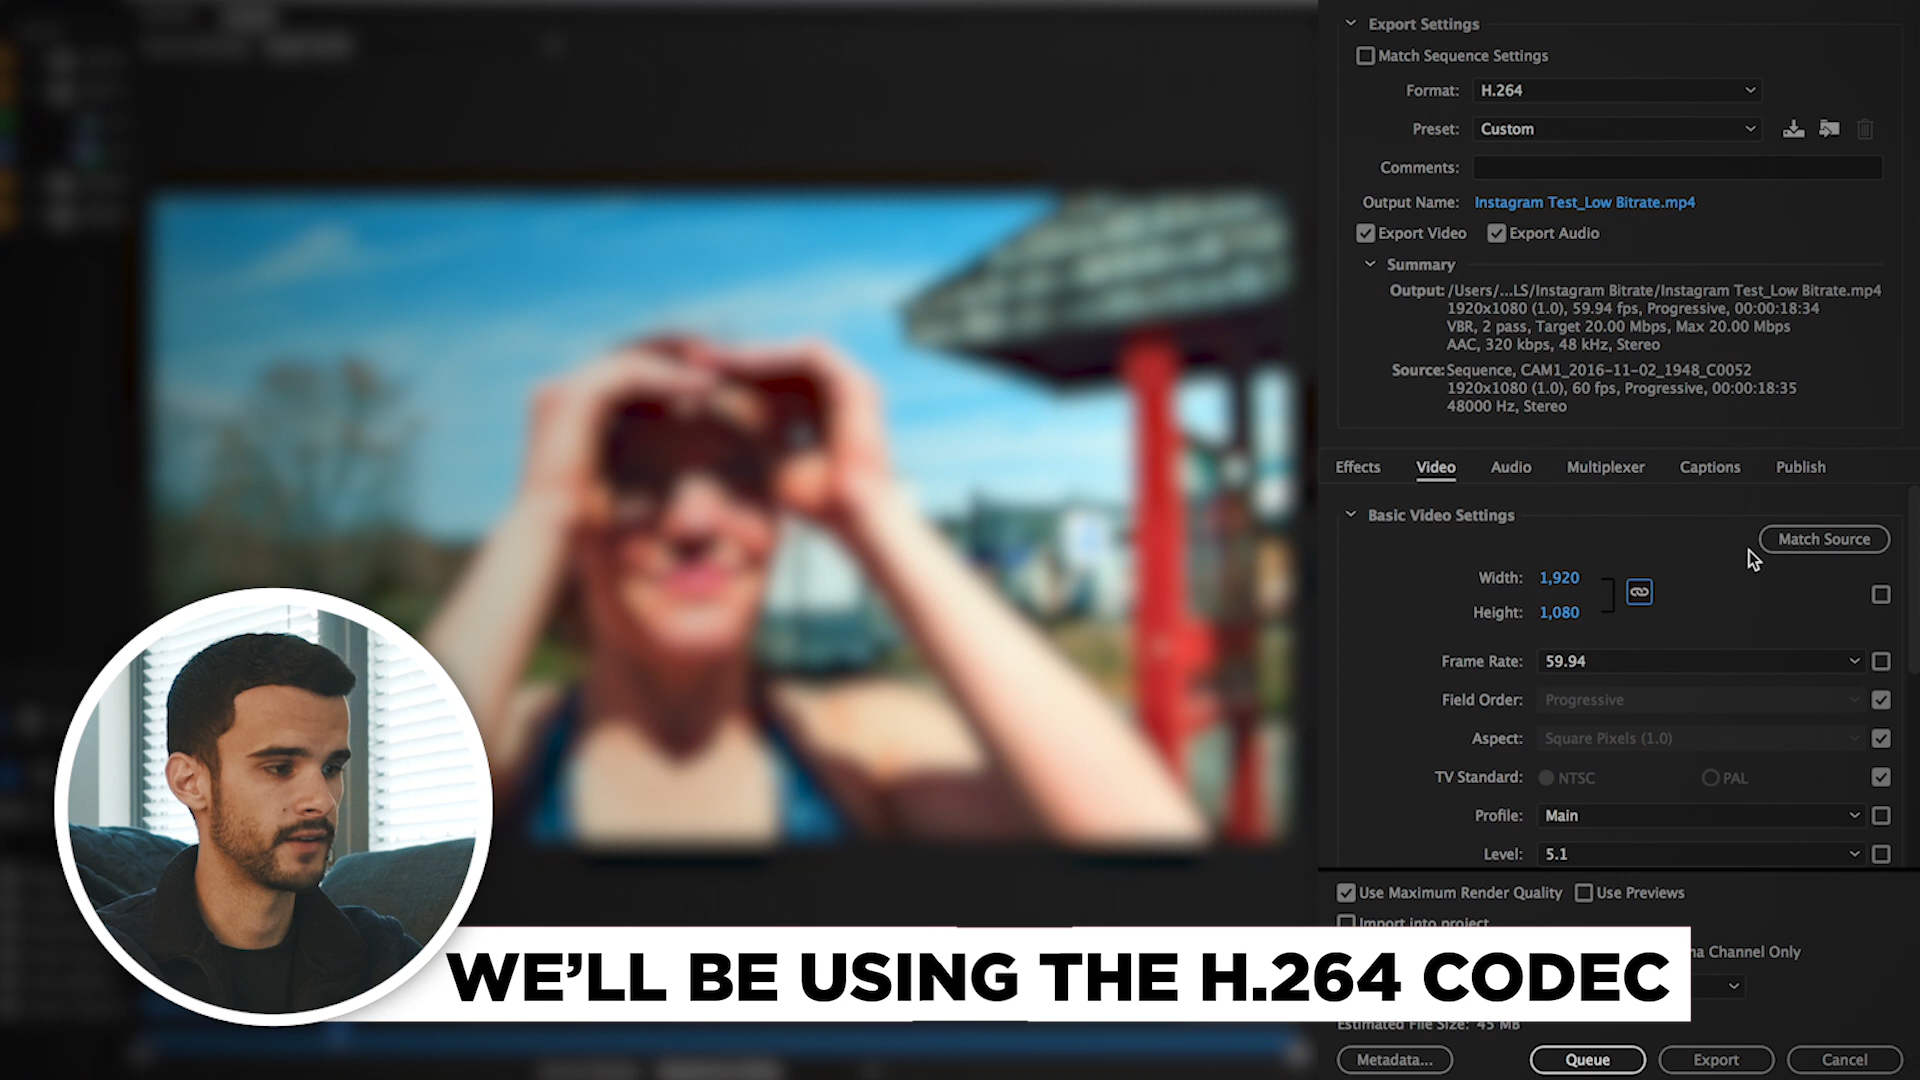 Export Settings
Match Sequence Settings
Format: H.264
Preset: Custom
Comments:
Output Name: Instagram Test_Low Bitrate.mp4
Export Video Export Audio
Summary
Output: /Users/...LS/Instagram Bitrate/Instagram Test_Low Bitrate.mp4
1920x1080 (1.0), 59.94 fps, Progressive, 00:00:18:34
VBR, 2 pass, Target 20.00 Mbps, Max 20.00 Mbps
AAC, 320 kbps, 48 kHz, Stereo
Source: Sequence, CAM1_2016-11-02_1948_C0052
1920x1080 (1.0), 60 fps, Progressive, 00:00:18:35
48000 Hz, Stereo
Effects Video Audio Multiplexer Captions Publish
Basic Video Settings
Match Source
Width: 1,920
Height: 1,080
Frame Rate: 59.94
Field Order: Progressive
Aspect: Square Pixels (1.0)
TV Standard: NTSC PAL
Profile: Main
Level: 5.1
Use Maximum Render Quality Use Previews
Import into project
Channel Only
WE'LL BE USING THE H.264 CODEC
Estimated File Size: 45 MB
Metadata... Queue Export Cancel